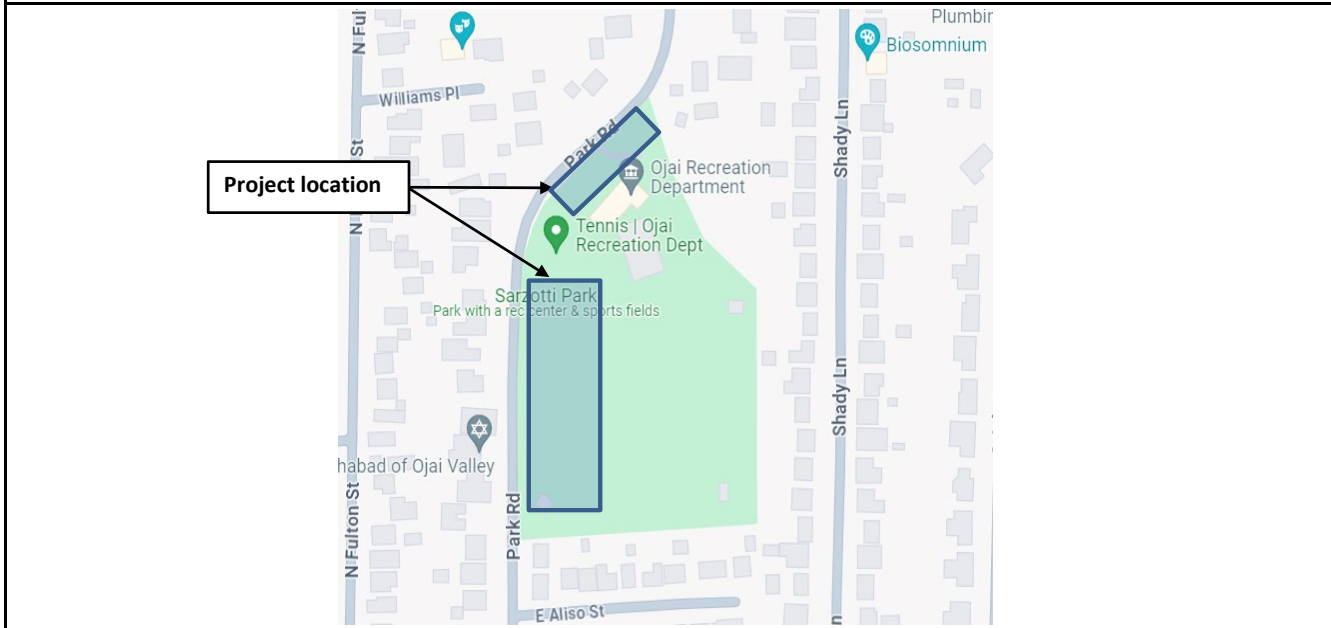 Plumbin
Biosomnium
N Ful
Williams Pl
N
St
Park Rd
Shady Ln
Ojai Recreation
Department
Project location
Tennis | Ojai
Recreation Dept
Sarzotti Park
Park with a rec center & sports fields
Shady Ln
habad of Ojai Valley
N Fulton St
Park Rd
E Aliso St